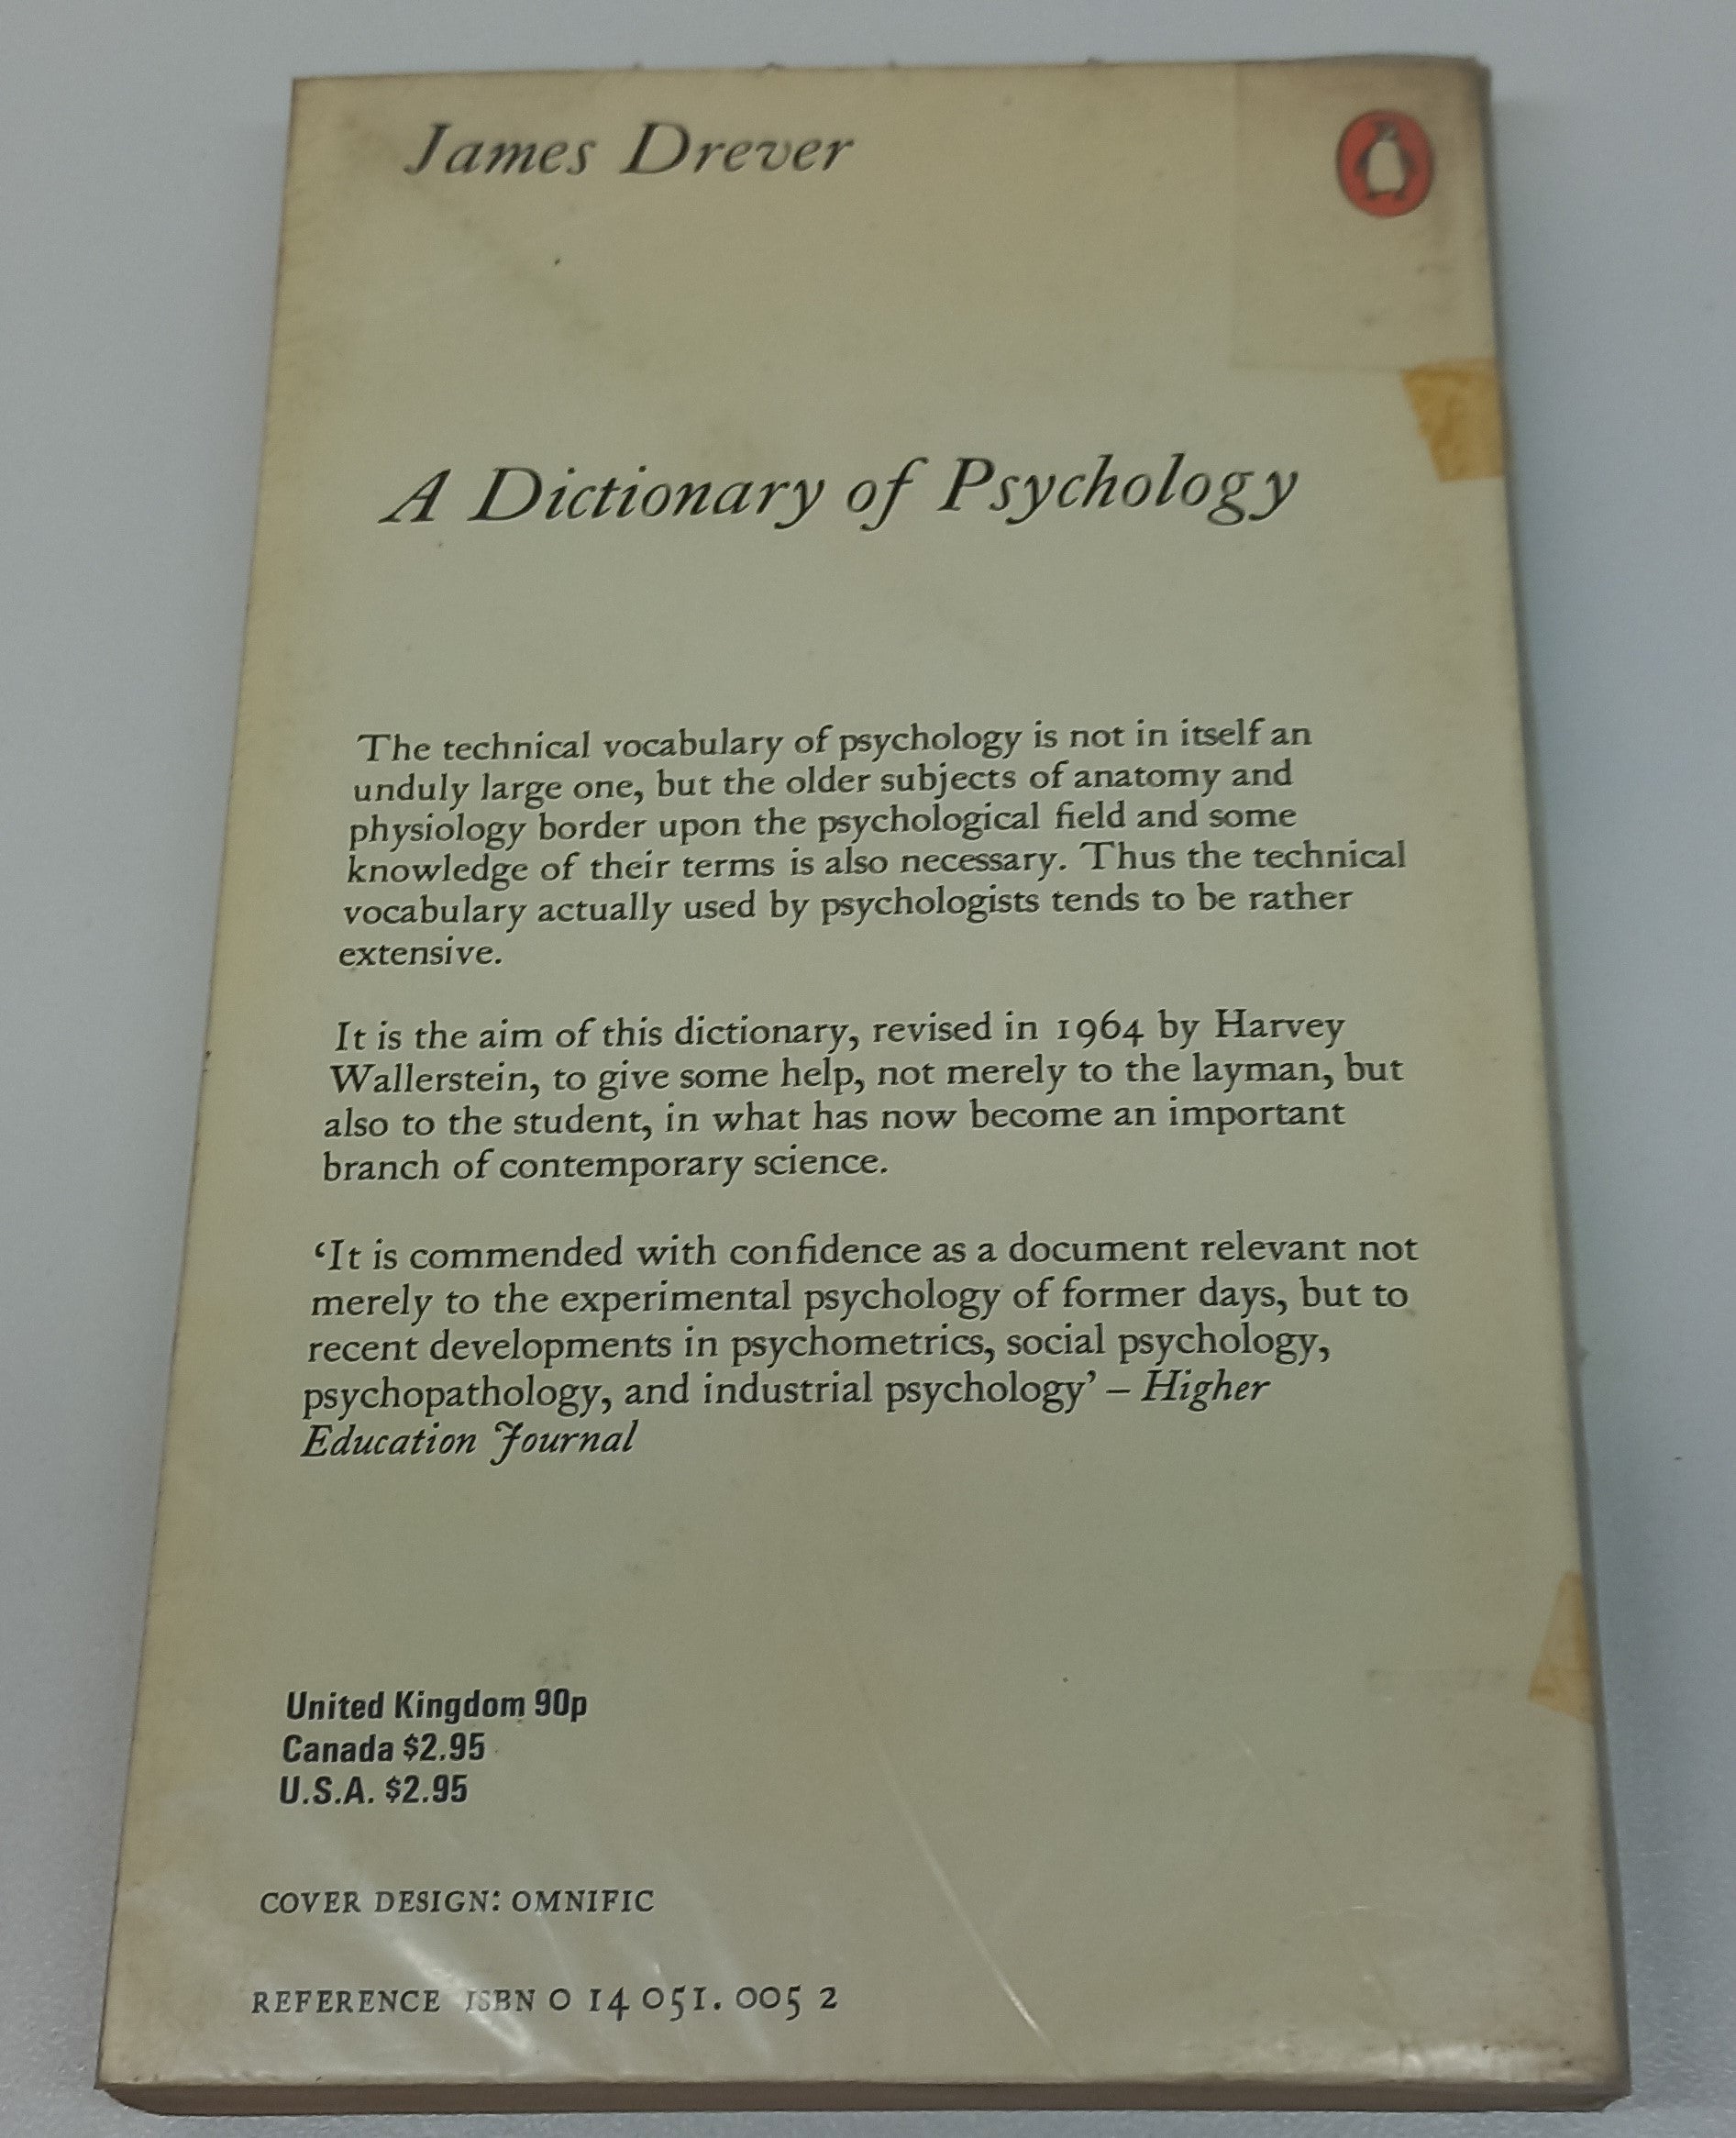 James Drever
A Dictionary of Psychology
The technical vocabulary of psychology is not in itself an
unduly large one, but the older subjects of anatomy and
physiology border upon the psychological field and some
knowledge of their terms is also necessary. Thus the technical
vocabulary actually used by psychologists tends to be rather
extensive.
It is the aim of this dictionary, revised in 1964 by Harvey
Wallerstein, to give some help, not merely to the layman, but
also to the student, in what has now become an important
branch of contemporary science.
‘It is commended with confidence as a document relevant not
merely to the experimental psychology of former days, but to
recent developments in psychometrics, social psychology,
psychopathology, and industrial psychology’ – Higher
Education Journal
United Kingdom 90p
Canada $2.95
U.S.A. $2.95
COVER DESIGN: OMNIFIC
REFERENCE ISBN 0 14 051. 005 2